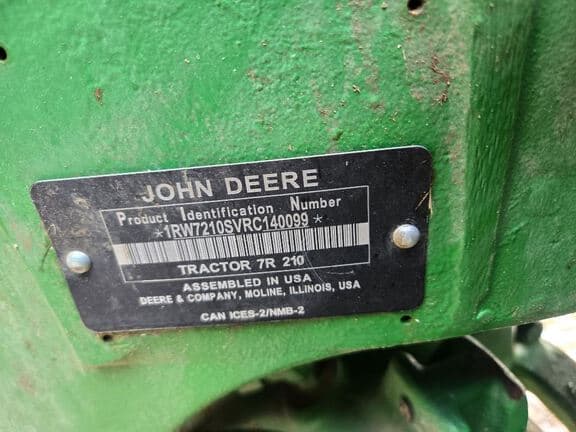 JOHN DEERE
Product Identification Number
*1RW7210SVRC140099*
TRACTOR 7R 210
ASSEMBLED IN USA
DEERE & COMPANY, MOLINE, ILLINOIS, USA
CAN ICES-2/NMB-2